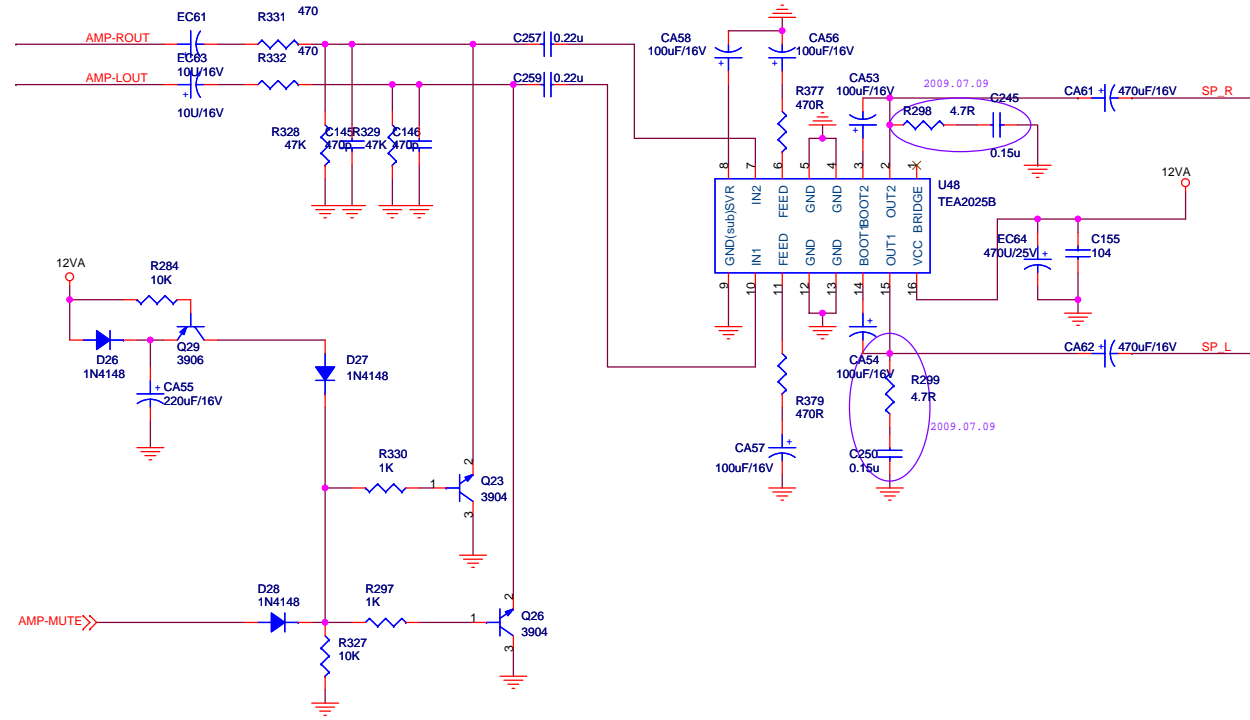 EC61
R331
470
AMP-ROUT
470
EC63
R332
10U/16V
AMP-LOUT
10U/16V
C257
0.22u
C259
0.22u
R328
47K
C145
470p
R329
47K
C146
470p
CA58
100uF/16V
CA56
100uF/16V
R377
470R
CA53
100uF/16V
2009.07.09
R298
4.7R
C245
0.15u
CA61
470uF/16V
SP_R
8
7
6
5
4
3
2
1
SVR
IN2
FEED
GND
GND
BOOT2
OUT2
BRIDGE
GND(sub)
IN1
FEED
GND
GND
BOOT1
OUT1
VCC
9
10
11
12
13
14
15
16
U48
TEA2025B
12VA
EC64
470U/25V
C155
104
CA54
100uF/16V
R299
4.7R
2009.07.09
C250
0.15u
CA62
470uF/16V
SP_L
R379
470R
CA57
100uF/16V
12VA
R284
10K
Q29
3906
D26
1N4148
CA55
220uF/16V
D27
1N4148
R330
1K
1
2
3
Q23
3904
D28
1N4148
AMP-MUTE
R297
1K
1
2
3
Q26
3904
R327
10K